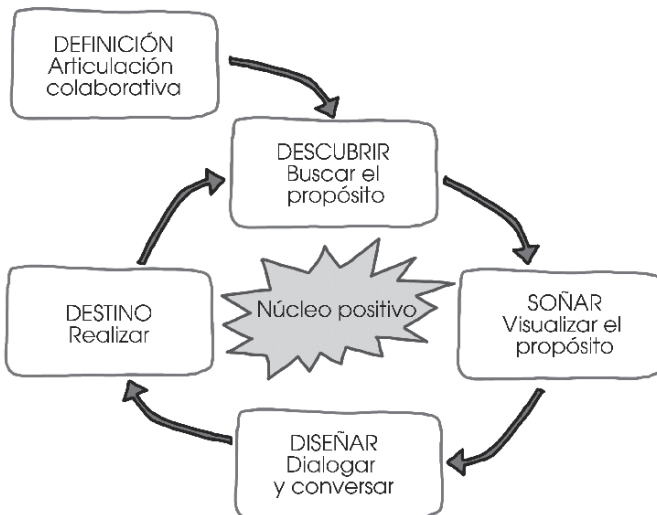 DEFINICIÓN
Articulación
colaborativa
DESCUBRIR
Buscar el
propósito
SOÑAR
Visualizar el
propósito
DISEÑAR
Dialogar
y conversar
DESTINO
Realizar
Núcleo positivo